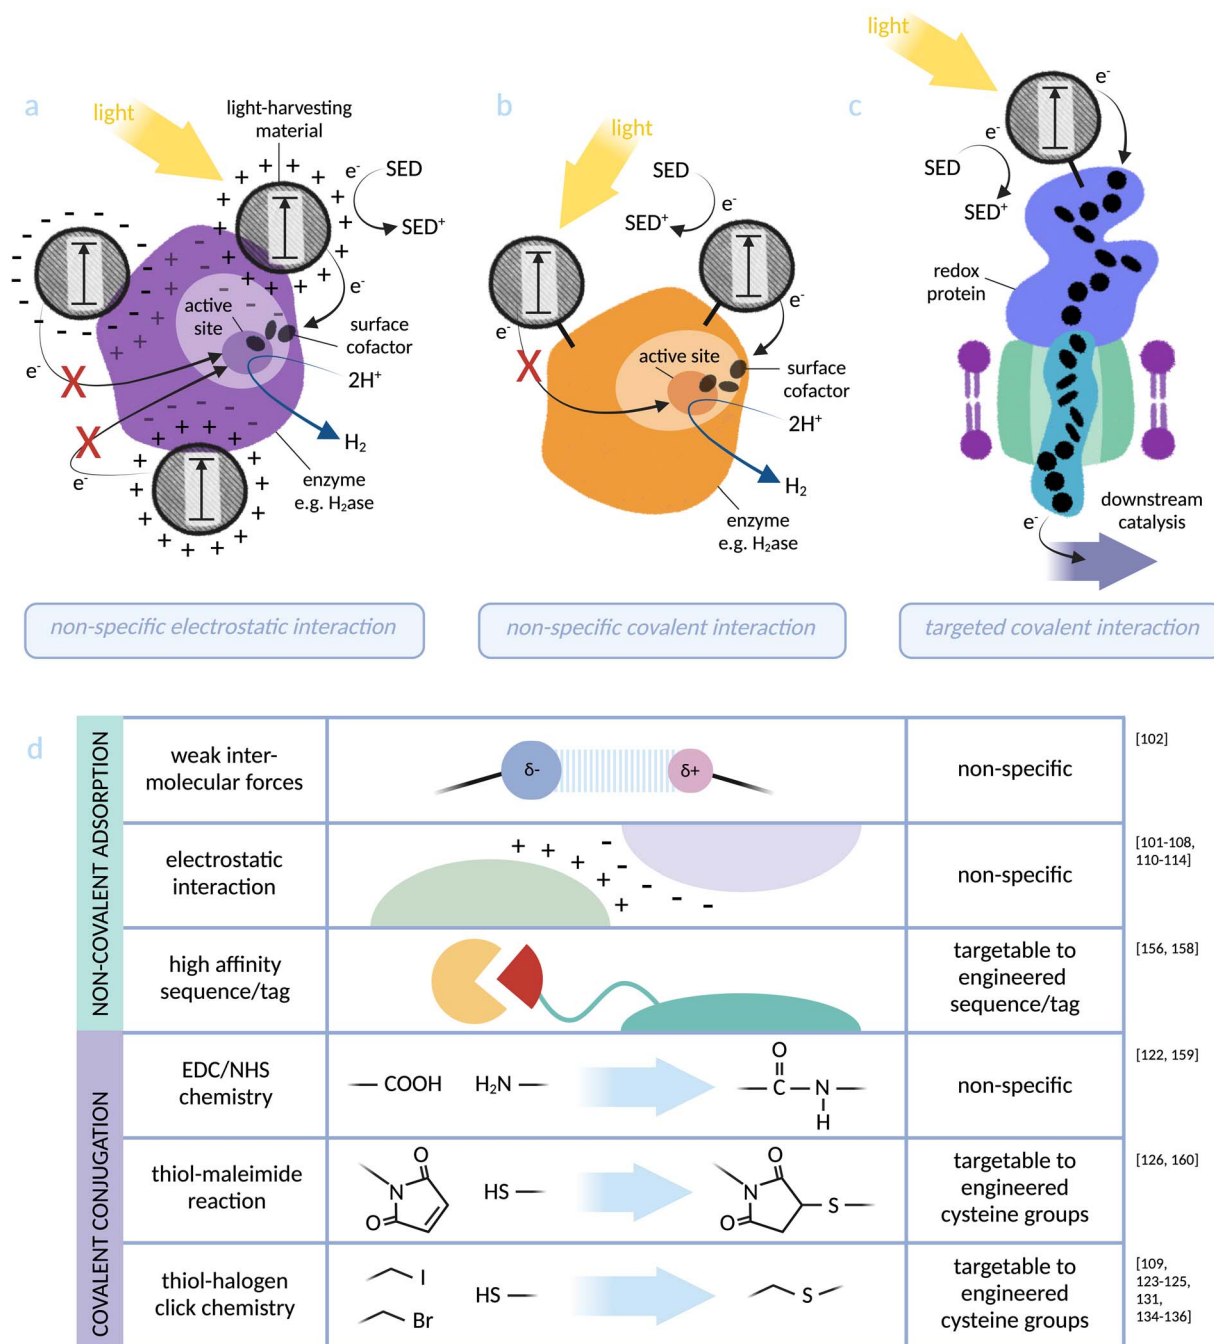 a
light
light-harvesting
material
e⁻
SED
SED⁺
e⁻
active
site
surface
cofactor
2H⁺
e⁻
X
X
H₂
e⁻
enzyme
e.g. H₂ase
non-specific electrostatic interaction
b
light
SED
SED⁺
e⁻
e⁻
e⁻
X
active site
surface
cofactor
2H⁺
H₂
enzyme
e.g. H₂ase
non-specific covalent interaction
c
light
e⁻
e⁻
SED
SED⁺
redox
protein
downstream
catalysis
e⁻
targeted covalent interaction
d
NON-COVALENT ADSORPTION
weak inter-
molecular forces
δ- δ+
non-specific
[102]
electrostatic
interaction
non-specific
[101-108,
110-114]
high affinity
sequence/tag
targetable to
engineered
sequence/tag
[156, 158]
COVALENT CONJUGATION
EDC/NHS
chemistry
COOH H₂N
O
C N
H
non-specific
[122, 159]
thiol-maleimide
reaction
O
N
O
HS
O
N S
O
targetable to
engineered
cysteine groups
[126, 160]
thiol-halogen
click chemistry
I
Br
HS
S
targetable to
engineered
cysteine groups
[109,
123-125,
131,
134-136]